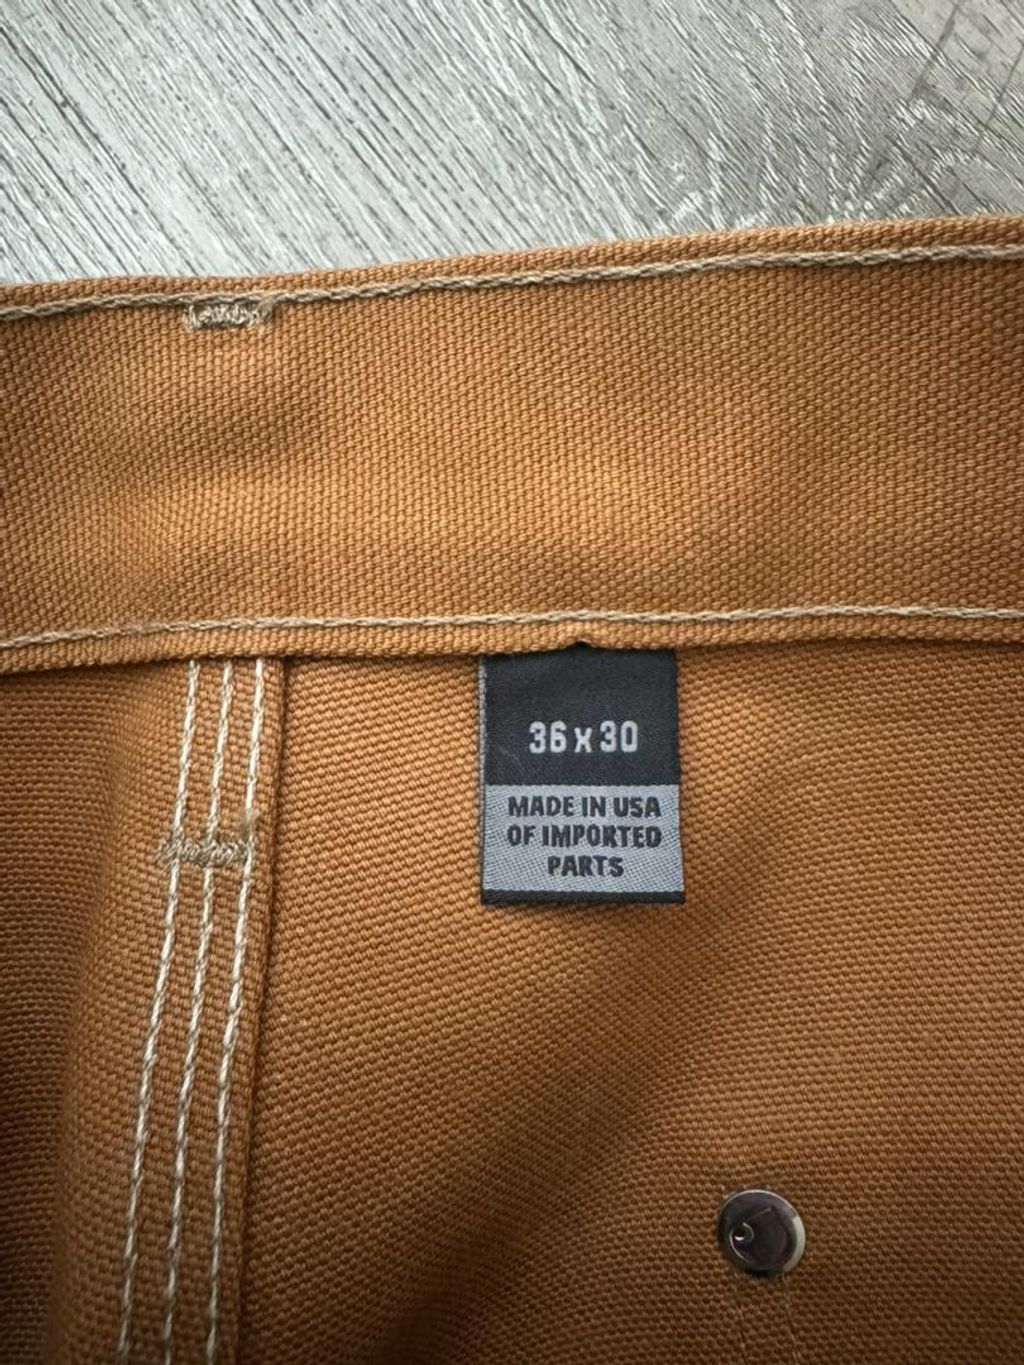 36 x 30
MADE IN USA
OF IMPORTED
PARTS